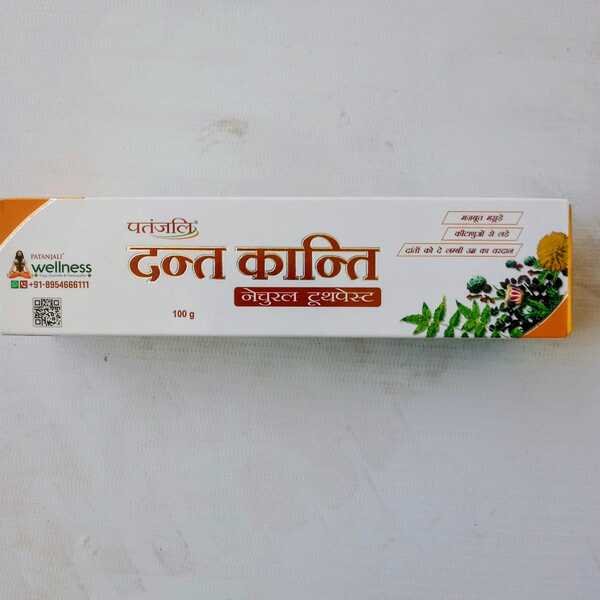 पतंजलि®
दन्त कान्ति
नेचुरल टूथपेस्ट
100 g
PATANJALI®
wellness
+91-8954666111
मजबूत मसूड़े
कीटाणुओं से लड़े
दांतों को दे लम्बी उम्र का वरदान